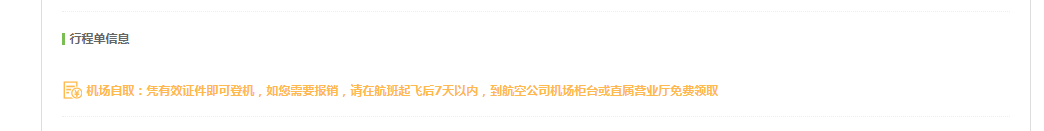 行程单信息
机场自取：凭有效证件即可登机，如您需要报销，请在航班起飞后7天以内，到航空公司机场柜台或直属营业厅免费领取